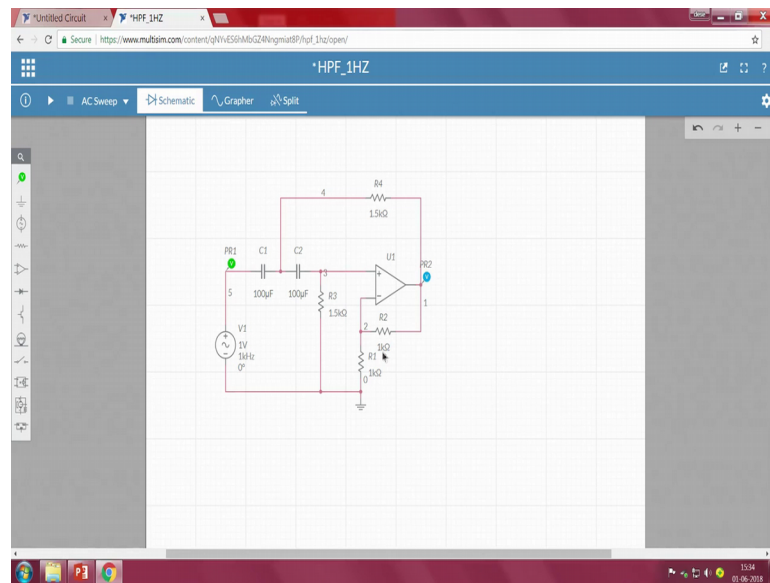 *Untitled Circuit × *HPF_1HZ ×
Secure | https://www.multisim.com/content/qNYvES6hMbGZ4Nngmiat8P/hpf_1hz/open/
*HPF_1HZ
?
AC Sweep Schematic Grapher Split
R4
4
1.5kΩ
PR1 C1 C2 U1 PR2
3
5 100µF 100µF R3 1
1.5kΩ
R2
V1 2
1V 1kΩ
1kHz R1
0° 1kΩ
0
15:34
01-06-2018